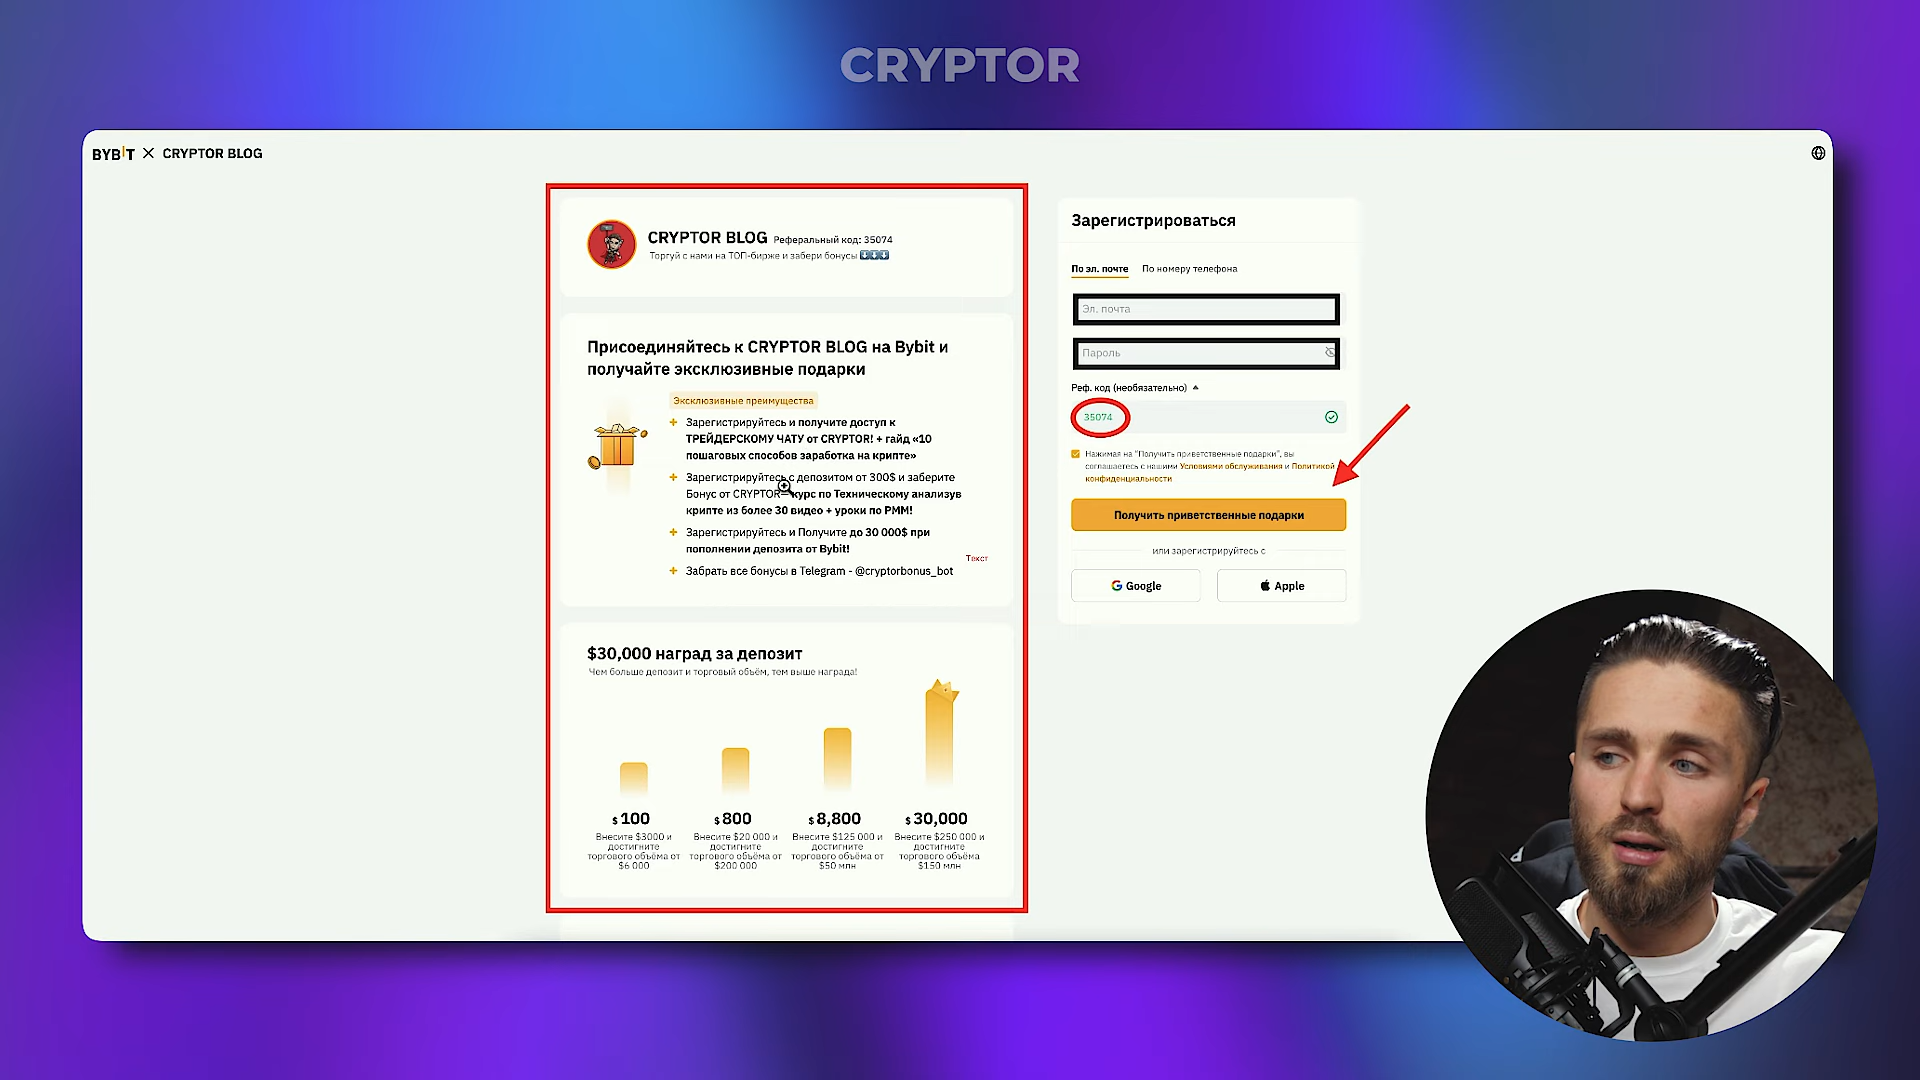 CRYPTOR
BYBIT X CRYPTOR BLOG
CRYPTOR BLOG Реферальный код: 35074
Торгуй с нами на ТОП-бирже и забери бонусы
Присоединяйтесь к CRYPTOR BLOG на Bybit и
получайте эксклюзивные подарки
Эксклюзивные преимущества
+ Зарегистрируйтесь и получите доступ к
ТРЕЙДЕРСКОМУ ЧАТУ от CRYPTOR! + гайд «10
пошаговых способов заработка на крипте»
+ Зарегистрируйтесь с депозитом от 300$ и заберите
Бонус от CRYPTOR - курс по Техническому анализув
крипте из более 30 видео + уроки по РММ!
+ Зарегистрируйтесь и Получите до 30 000$ при
пополнении депозита от Bybit!
Текст
+ Забрать все бонусы в Telegram - @cryptorbonus_bot
$30,000 наград за депозит
Чем больше депозит и торговый объём, тем выше награда!
$ 100
Внесите $3000 и
достигните
торгового объёма от
$6 000
$ 800
Внесите $20 000 и
достигните
торгового объёма от
$200 000
$ 8,800
Внесите $125 000 и
достигните
торгового объёма от
$50 млн
$ 30,000
Внесите $250 000 и
достигните
торгового объёма
$150 млн
Зарегистрироваться
По эл. почте По номеру телефона
Эл. почта
Пароль
Реф. код (необязательно)
35074
Нажимая на "Получить приветственные подарки", вы
соглашаетесь с нашими Условиями обслуживания и Политикой
конфиденциальности
Получить приветственные подарки
или зарегистрируйтесь с
Google
Apple